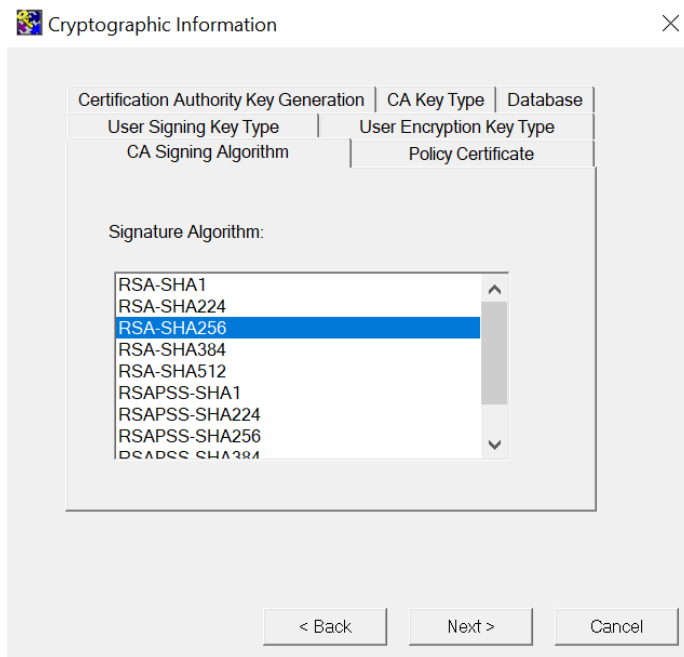 Cryptographic Information
Certification Authority Key Generation
CA Key Type
Database
User Signing Key Type
User Encryption Key Type
CA Signing Algorithm
Policy Certificate
Signature Algorithm:
RSA-SHA1
RSA-SHA224
RSA-SHA256
RSA-SHA384
RSA-SHA512
RSAPSS-SHA1
RSAPSS-SHA224
RSAPSS-SHA256
RSAPSS-SHA384
< Back
Next >
Cancel